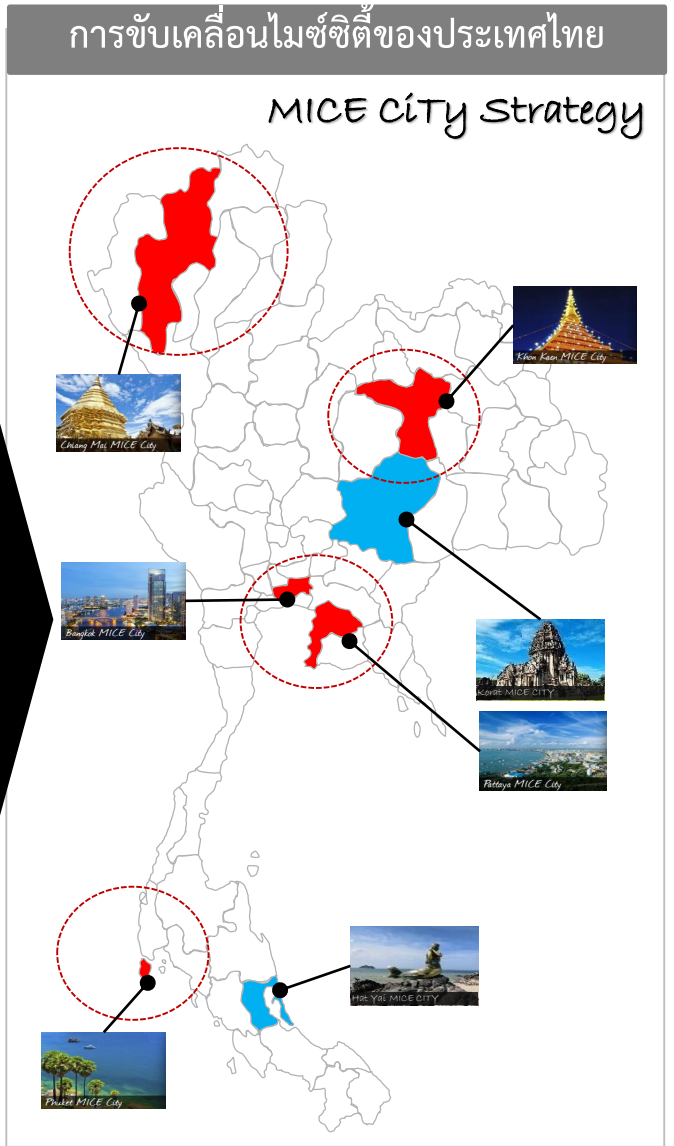 การขับเคลื่อนไมซ์ซิตี้ของประเทศไทย
MICE CiTy Strategy
Khon Kaen MICE City
Chiang Mai MICE City
Bangkok MICE City
Korat MICE CITY
Pattaya MICE City
Hat Yai MICE CITY
Phuket MICE City